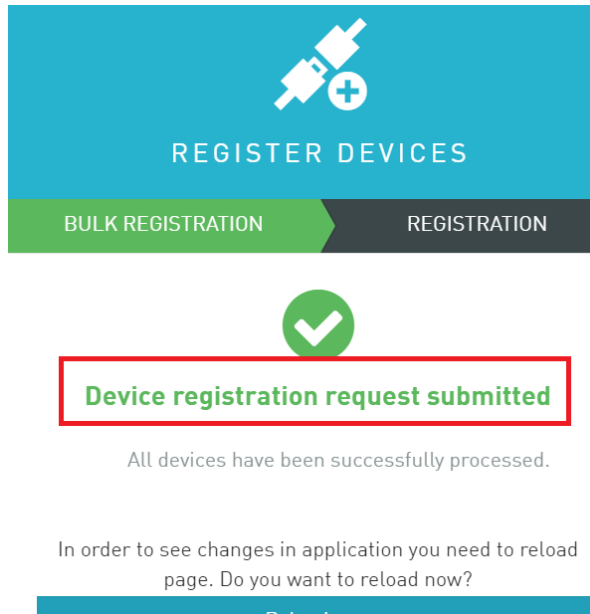 REGISTER DEVICES
BULK REGISTRATION
REGISTRATION
Device registration request submitted
All devices have been successfully processed.
In order to see changes in application you need to reload
page. Do you want to reload now?